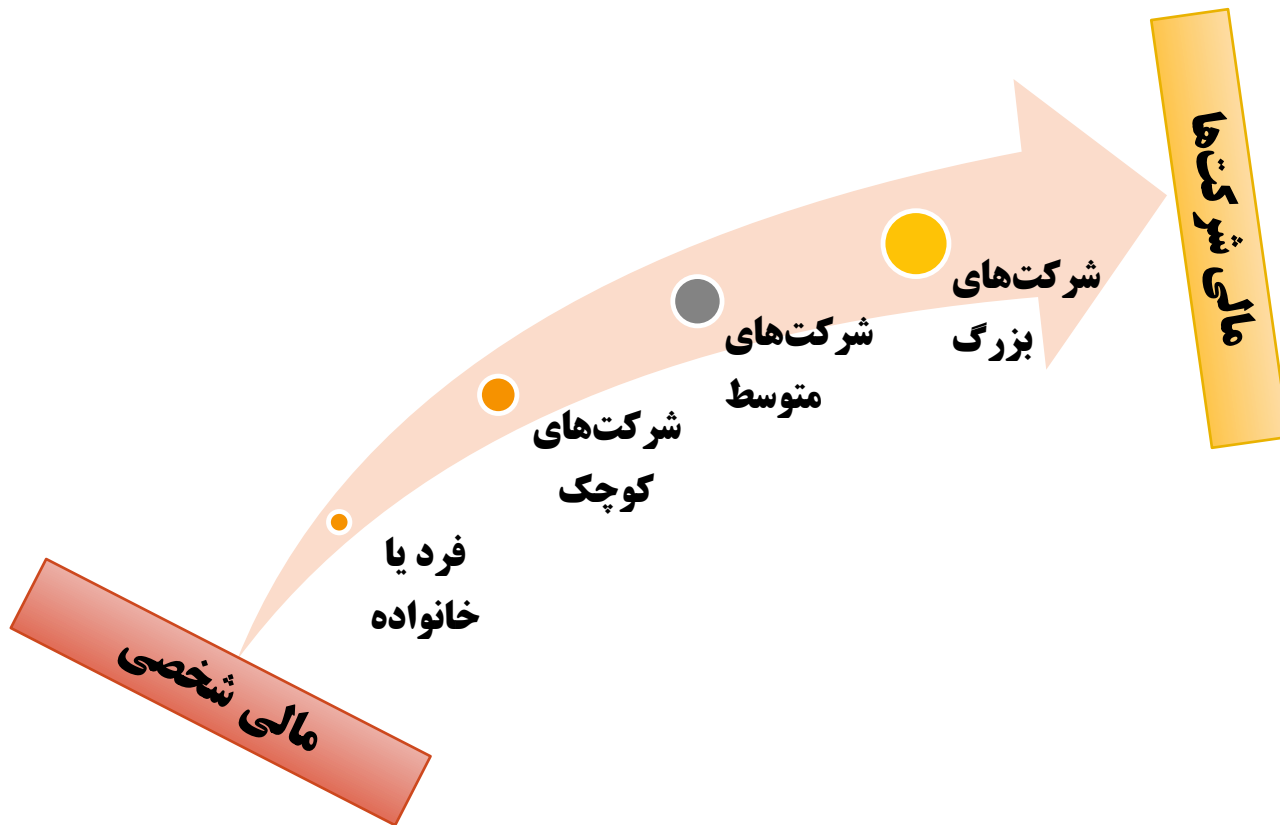 مالی شخصی
فرد یا
خانواده
شرکت‌های
کوچک
شرکت‌های
متوسط
شرکت‌های
بزرگ
مالی شرکت‌ها